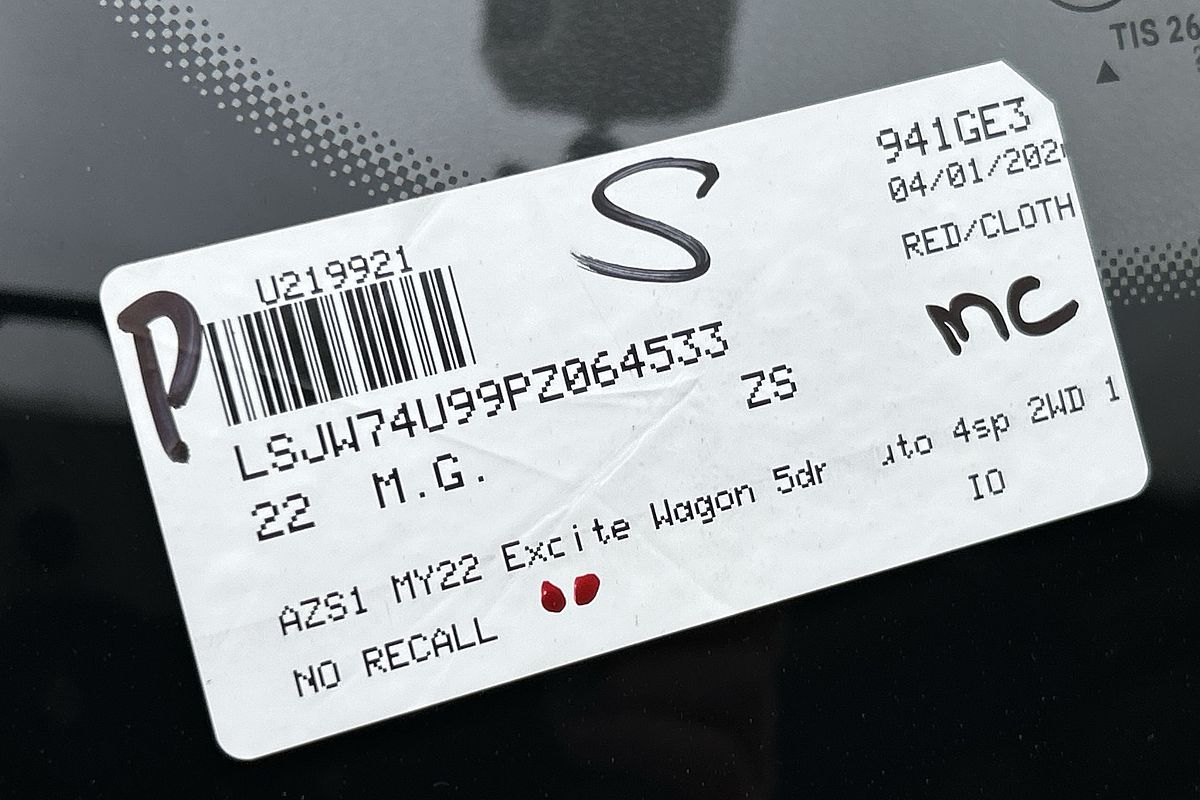 TIS 26
941GE3
04/01/202
RED/CLOTH
S
U219921
P
MC
LSJW74U99PZ064533
ZS
22 M.G.
AZS1 MY22 Excite Wagon 5dr uto 4sp 2WD 1
IO
NO RECALL